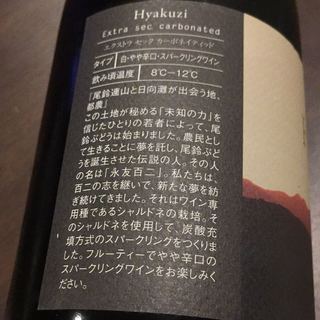 Hyakuzi
Extra sec carbonated
エクストラ セック カーボネイティッド
タイプ 白・やや辛口・スパークリングワイン
飲み頃温度 8℃ー12℃
「尾鈴連山と日向灘が出会う地、
都農」
この土地が秘める「未知の力」を
信じたひとりの若者によって、尾
鈴ぶどうは始まりました。農民とし
て生きることに夢を託し、尾鈴ぶど
うを誕生させた伝説の人。その人
の名は「永友百二」。私たちは、
百二の志を継いで、新たな夢を紡
ぎ続けてきました。それはワイン専
用種であるシャルドネの栽培。そ
のシャルドネを使用して、炭酸充
填方式のスパークリングをつくりま
した。フルーティーでやや辛口の
スパークリングワインをお楽しみく
ださい。